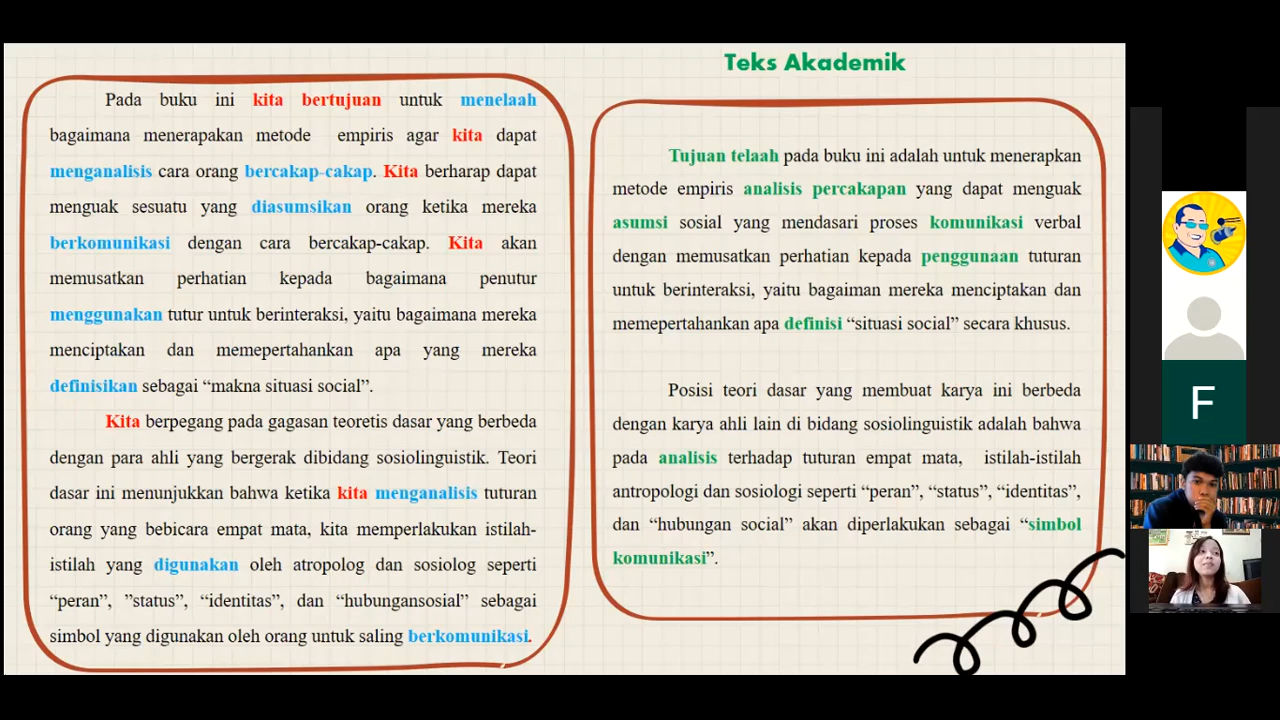 Pada buku ini kita bertujuan untuk menelaah
bagaimana menerapakan metode empiris agar kita dapat
menganalisis cara orang bercakap-cakap. Kita berharap dapat
menguak sesuatu yang diasumsikan orang ketika mereka
berkomunikasi dengan cara bercakap-cakap. Kita akan
memusatkan perhatian kepada bagaimana penutur
menggunakan tutur untuk berinteraksi, yaitu bagaimana mereka
menciptakan dan memepertahankan apa yang mereka
definisikan sebagai “makna situasi social”.
Kita berpegang pada gagasan teoretis dasar yang berbeda
dengan para ahli yang bergerak dibidang sosiolinguistik. Teori
dasar ini menunjukkan bahwa ketika kita menganalisis tuturan
orang yang bebicara empat mata, kita memperlakukan istilah-
istilah yang digunakan oleh atropolog dan sosiolog seperti
“peran”, ”status”, “identitas”, dan “hubungansosial” sebagai
simbol yang digunakan oleh orang untuk saling berkomunikasi.
Teks Akademik
Tujuan telaah pada buku ini adalah untuk menerapkan
metode empiris analisis percakapan yang dapat menguak
asumsi sosial yang mendasari proses komunikasi verbal
dengan memusatkan perhatian kepada penggunaan tuturan
untuk berinteraksi, yaitu bagaiman mereka menciptakan dan
memepertahankan apa definisi “situasi social” secara khusus.
Posisi teori dasar yang membuat karya ini berbeda
dengan karya ahli lain di bidang sosiolinguistik adalah bahwa
pada analisis terhadap tuturan empat mata, istilah-istilah
antropologi dan sosiologi seperti “peran”, “status”, “identitas”,
dan “hubungan social” akan diperlakukan sebagai “simbol
komunikasi”.
F